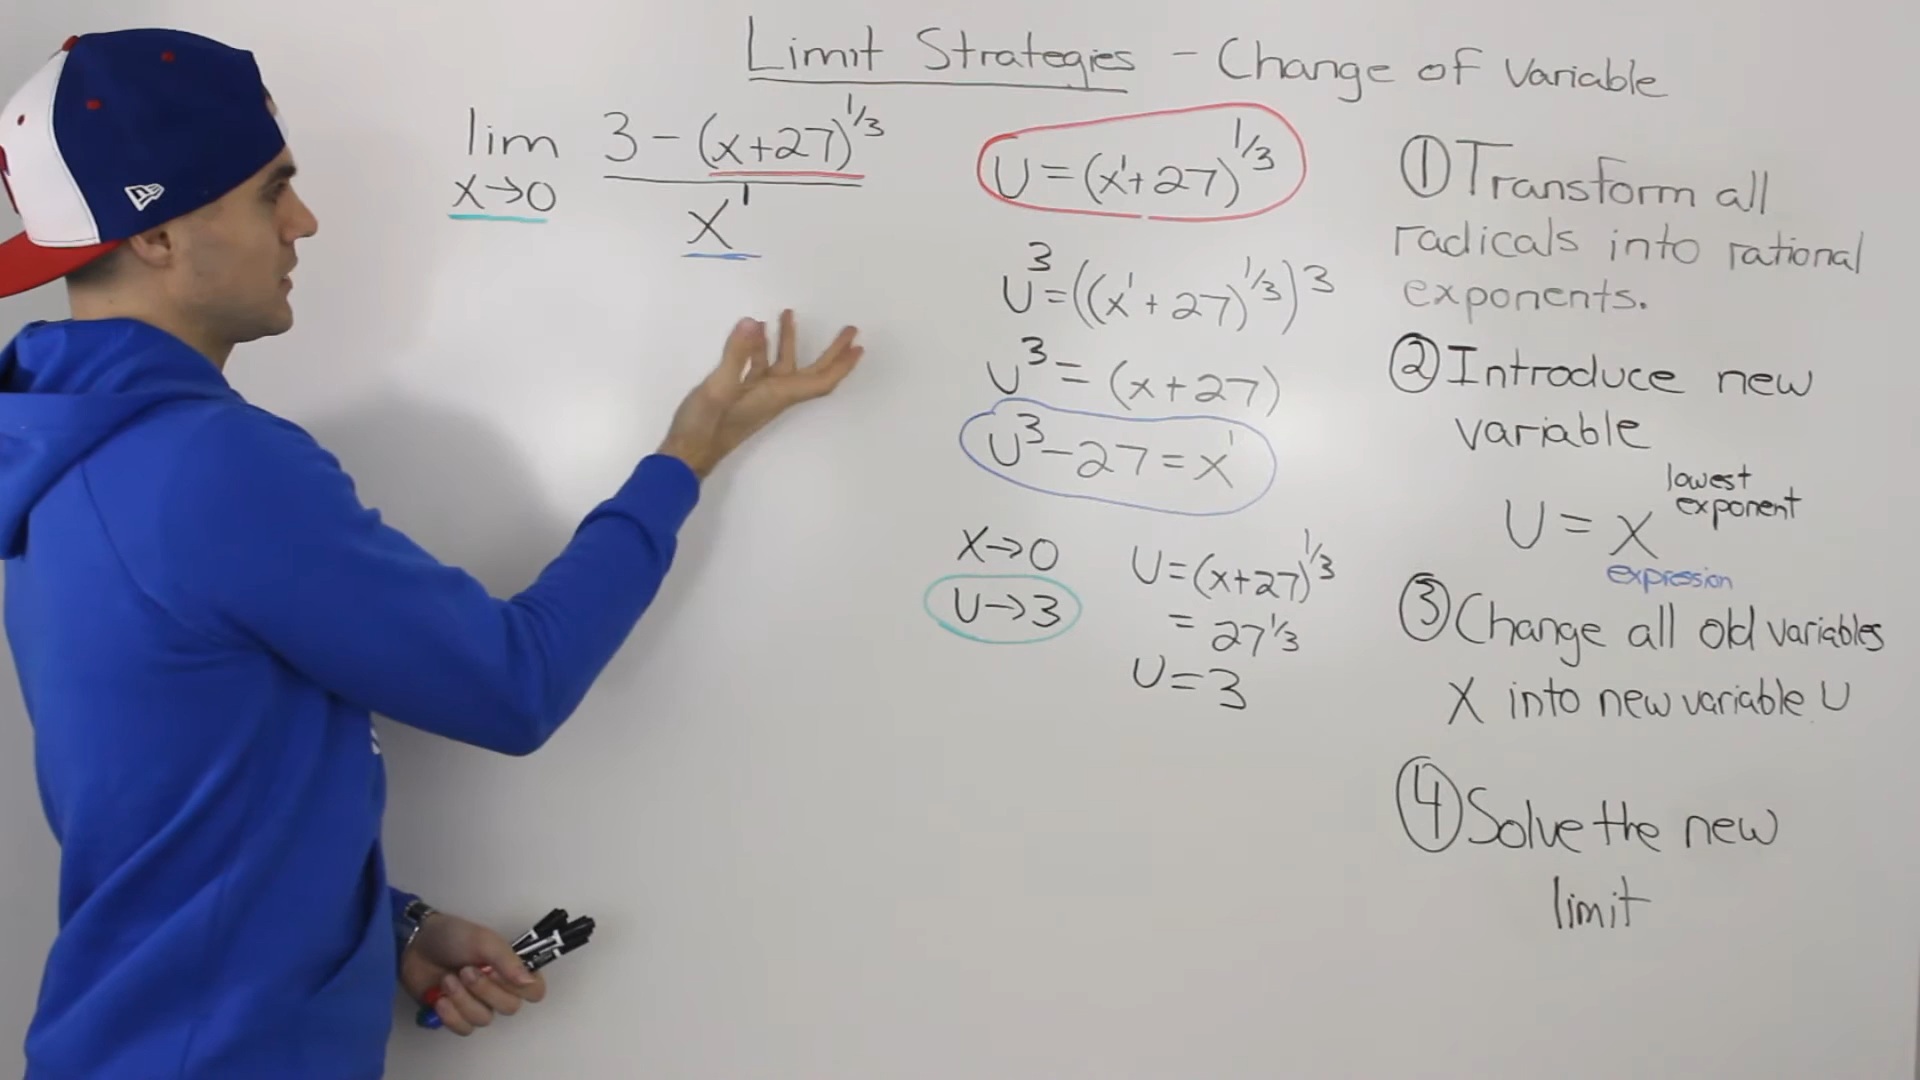 Limit Strategies - Change of Variable
lim x→0 3-(x+27)^1/3 / x^1
U=(x^1+27)^1/3
U^3=((x^1+27)^1/3)^3
U^3=(x+27)
U^3-27=x^1
X→0
U→3
U=(x+27)^1/3
=27^1/3
U=3
① Transform all
radicals into rational
exponents.
② Introduce new
variable
U=X^lowest exponent
expression
③ Change all old variables
X into new variable U
④ Solve the new
limit